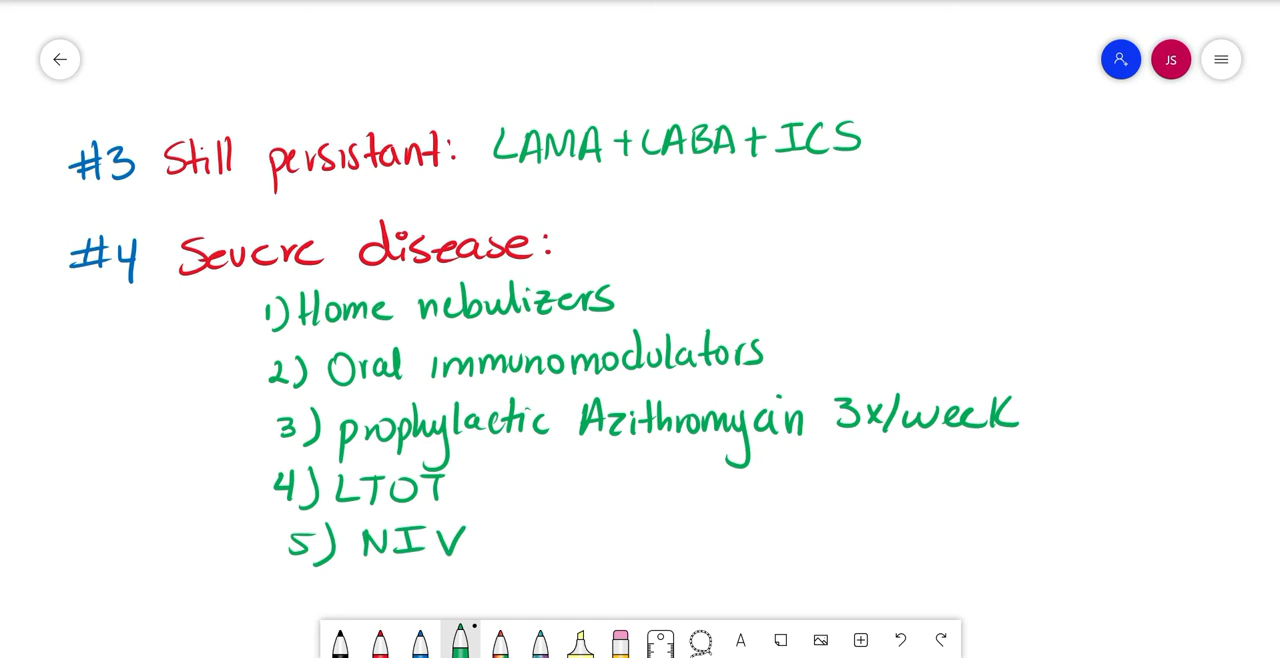 JS
#3 Still persistant: LAMA + LABA + ICS
#4 Severe disease:
1) Home nebulizers
2) Oral immunomodulators
3) prophylactic Azithromycin 3x/week
4) LTOT
5) NIV
A